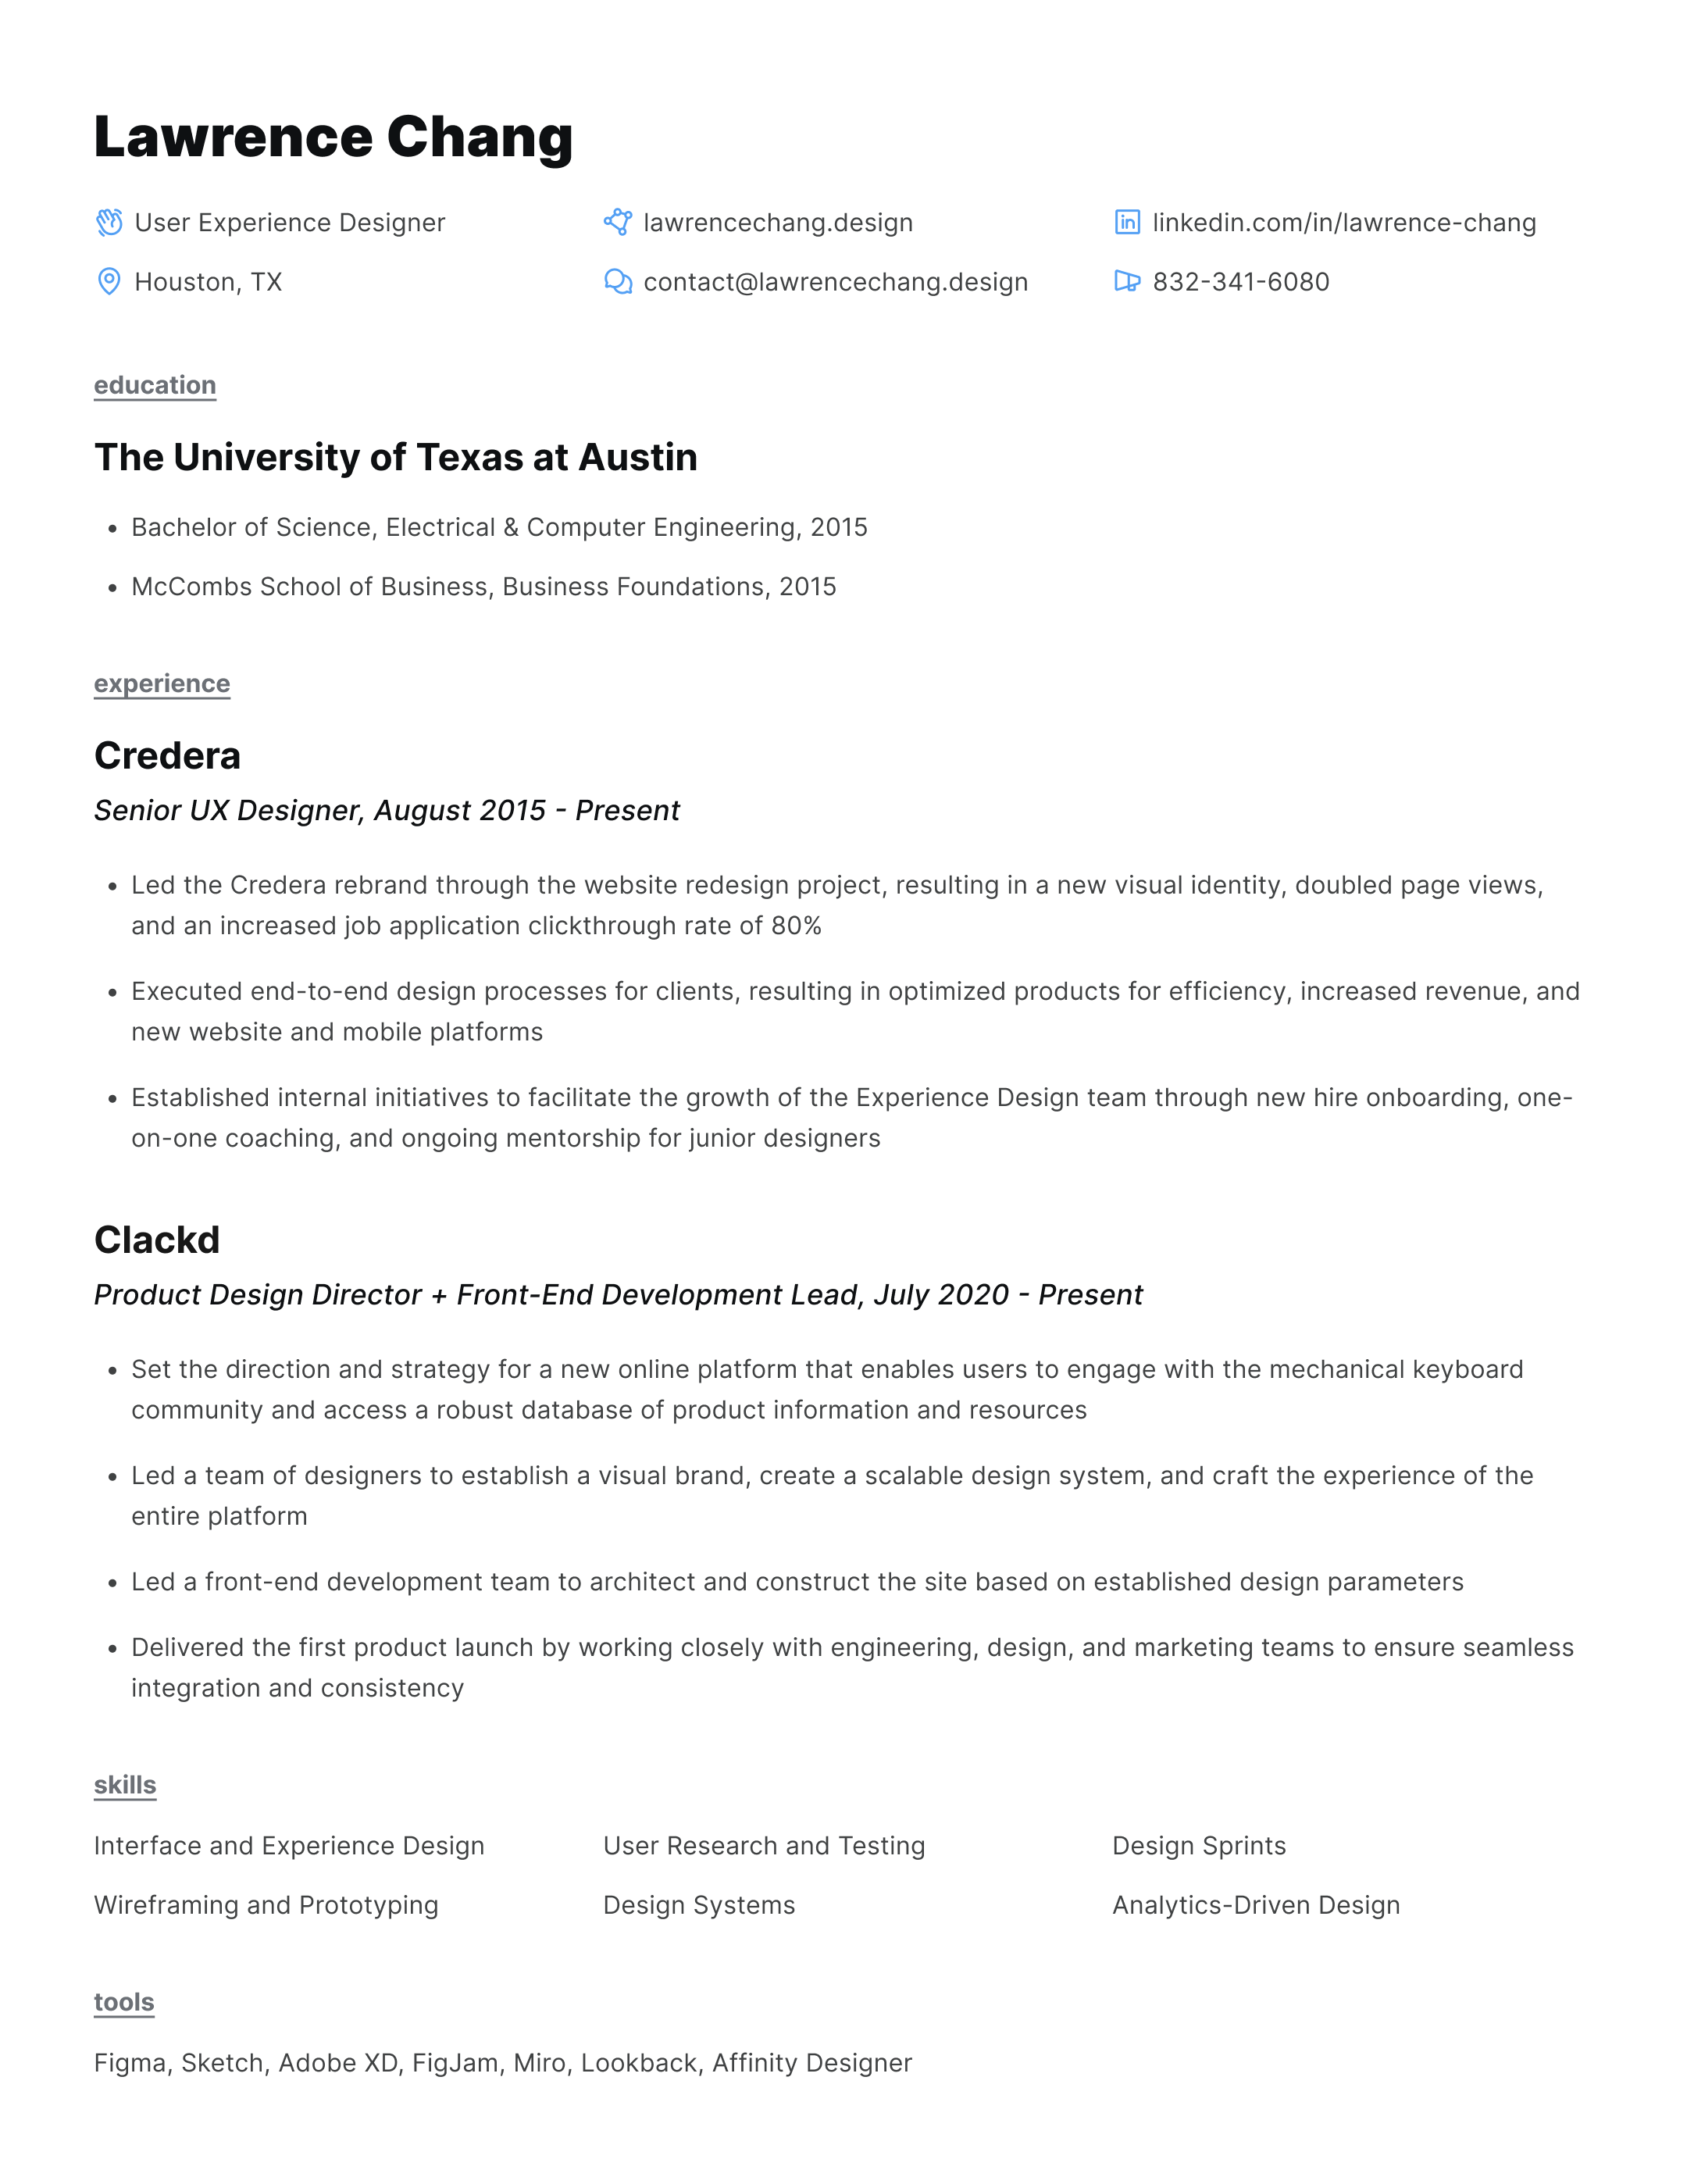 Lawrence Chang
User Experience Designer
lawrencechang.design
linkedin.com/in/lawrence-chang
Houston, TX
contact@lawrencechang.design
832-341-6080
education
The University of Texas at Austin
• Bachelor of Science, Electrical & Computer Engineering, 2015
• McCombs School of Business, Business Foundations, 2015
experience
Credera
Senior UX Designer, August 2015 - Present
• Led the Credera rebrand through the website redesign project, resulting in a new visual identity, doubled page views,
and an increased job application clickthrough rate of 80%
• Executed end-to-end design processes for clients, resulting in optimized products for efficiency, increased revenue, and
new website and mobile platforms
• Established internal initiatives to facilitate the growth of the Experience Design team through new hire onboarding, one-
on-one coaching, and ongoing mentorship for junior designers
Clackd
Product Design Director + Front-End Development Lead, July 2020 - Present
• Set the direction and strategy for a new online platform that enables users to engage with the mechanical keyboard
community and access a robust database of product information and resources
• Led a team of designers to establish a visual brand, create a scalable design system, and craft the experience of the
entire platform
• Led a front-end development team to architect and construct the site based on established design parameters
• Delivered the first product launch by working closely with engineering, design, and marketing teams to ensure seamless
integration and consistency
skills
Interface and Experience Design
User Research and Testing
Design Sprints
Wireframing and Prototyping
Design Systems
Analytics-Driven Design
tools
Figma, Sketch, Adobe XD, FigJam, Miro, Lookback, Affinity Designer